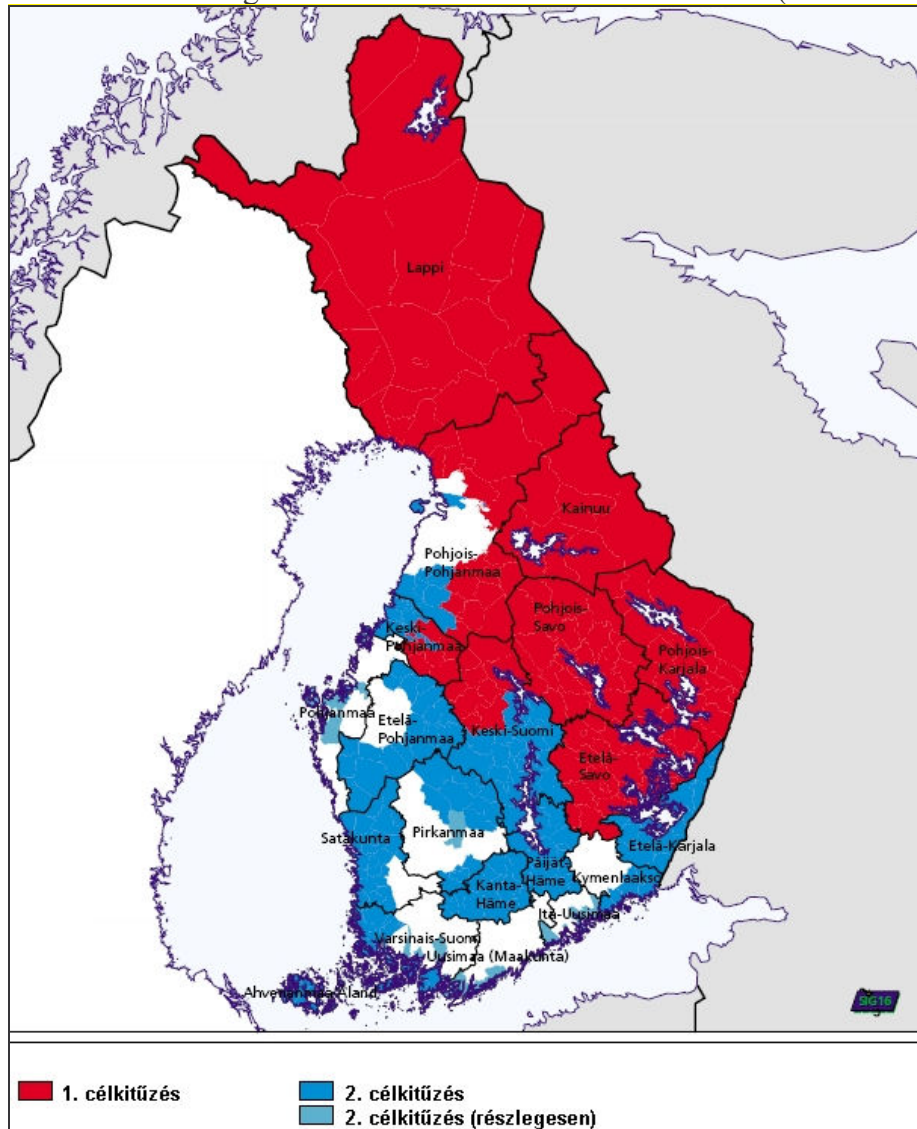 Lappi
Kainuu
Pohjois-
Pohjanmaa
Pohjois-
Savo
Keski-
Pohjanmaa
Pohjois-
Karjala
Pohjanmaa
Etelä-
Pohjanmaa
Keski-Suomi
Etelä-
Savo
Satakunta
Pirkanmaa
Etelä-Karjala
Päijät-
Häme
Kymenlaakso
Kanta-
Häme
Itä-Uusimaa
Varsinais-Suomi
Uusimaa (Maakunta)
Ahvenanmaa-Åland
SIG16
1. célkitűzés
2. célkitűzés
2. célkitűzés (részlegesen)